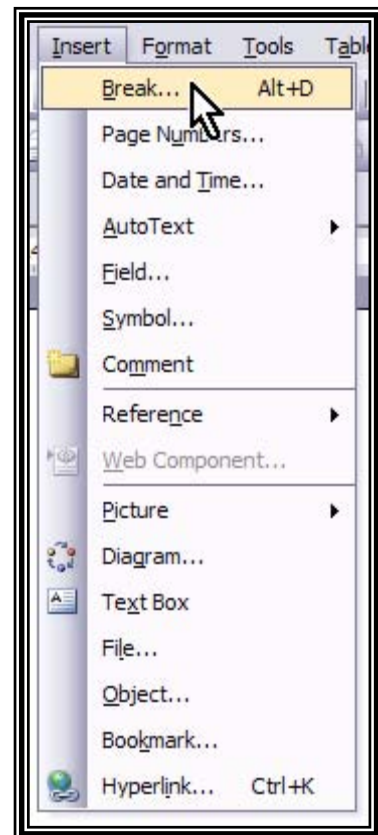 Insert Format Tools
Break... Alt+D
Page Numbers...
Date and Time...
AutoText
Field...
Symbol...
Comment
Reference
Web Component...
Picture
Diagram...
Text Box
File...
Object...
Bookmark...
Hyperlink... Ctrl+K